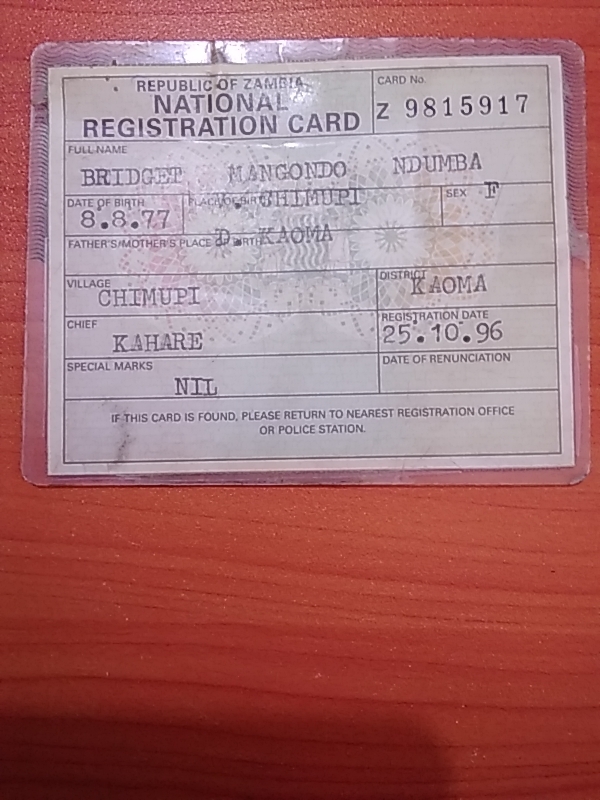 REPUBLIC OF ZAMBIA
NATIONAL
REGISTRATION CARD
CARD No.
Z 9815917
FULL NAME
BRIDGET MANGONDO NDUMBA
DATE OF BIRTH
8.8.77
PLACE OF BIRTH
V. CHIMUPI
SEX F
FATHER'S/MOTHER'S PLACE OF BIRTH
D. KAOMA
VILLAGE
CHIMUPI
DISTRICT
KAOMA
CHIEF
KAHARE
REGISTRATION DATE
25.10.96
SPECIAL MARKS
NIL
DATE OF RENUNCIATION
IF THIS CARD IS FOUND, PLEASE RETURN TO NEAREST REGISTRATION OFFICE
OR POLICE STATION.